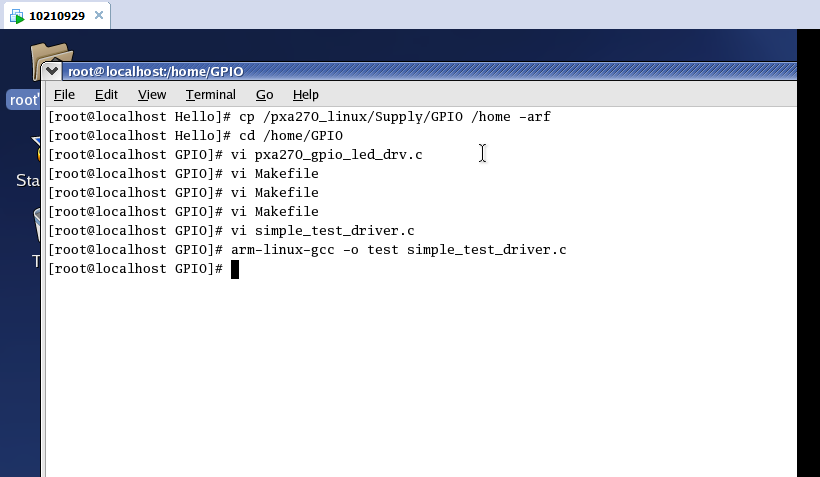 10210929
root@localhost:/home/GPIO
File Edit View Terminal Go Help
[root@localhost Hello]# cp /pxa270_linux/Supply/GPIO /home -arf
[root@localhost Hello]# cd /home/GPIO
[root@localhost GPIO]# vi pxa270_gpio_led_drv.c
[root@localhost GPIO]# vi Makefile
[root@localhost GPIO]# vi Makefile
[root@localhost GPIO]# vi Makefile
[root@localhost GPIO]# vi simple_test_driver.c
[root@localhost GPIO]# arm-linux-gcc -o test simple_test_driver.c
[root@localhost GPIO]#
root'
Sta
T